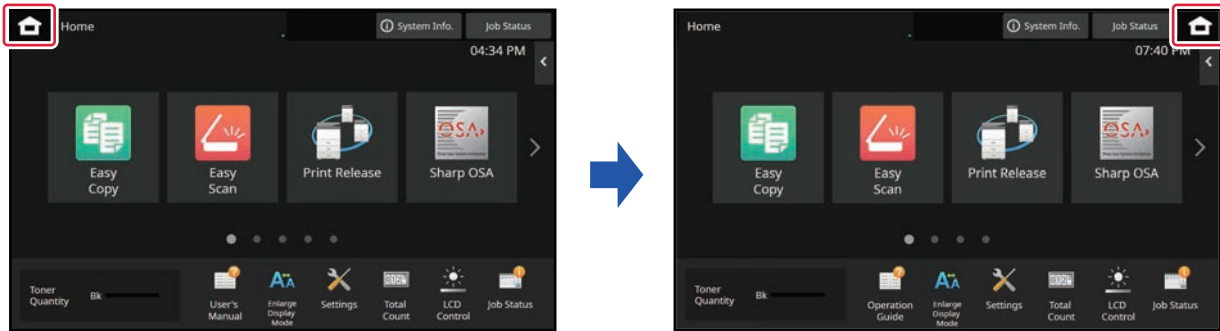 Home
System Info.
Job Status
04:34 PM
Easy
Copy
Easy
Scan
Print Release
OSA
Sharp OSA
Toner
Quantity
Bk
User's
Manual
Enlarge
Display
Mode
Settings
Total
Count
LCD
Control
Job Status
Home
System Info.
Job Status
07:40 PM
Easy
Copy
Easy
Scan
Print Release
OSA
Sharp OSA
Toner
Quantity
Bk
Operation
Guide
Enlarge
Display
Mode
Settings
Total
Count
LCD
Control
Job Status